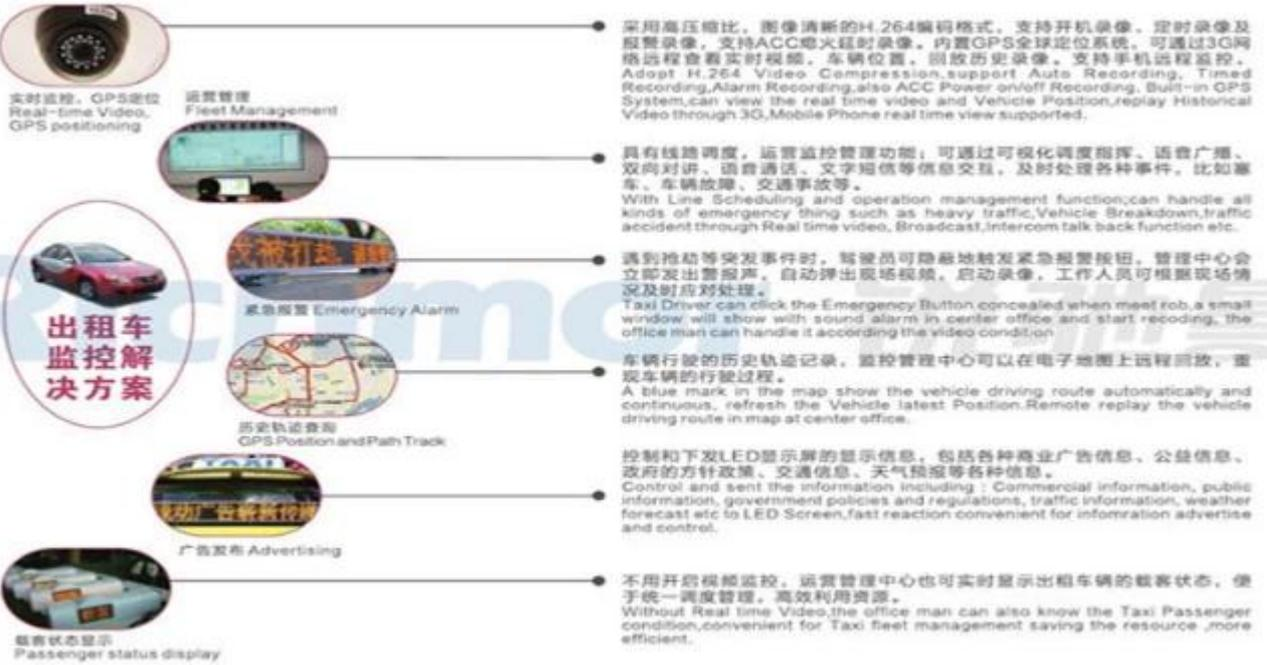 采用高压缩比，图像清晰的H.264编码格式，支持开机录像，定时录像及
报警录像，支持ACC熄火延时录像。内置GPS全球定位系统，可通过3G网
络远程查看实时视频，车辆位置，回放历史录像。支持手机远程监控。
Adopt H.264 Video Compression,support Auto Recording, Timed
Recording,Alarm Recording,also ACC Power on/off Recording, Built-in GPS
System,can view the real time video and Vehicle Position,replay Historical
Video through 3G,Mobile Phone real time view supported.
实时监控，GPS定位
Real-time Video,
GPS positioning
运营管理
Fleet Management
具有线路调度，运营监控管理功能；可通过可视化调度指挥、语音广播、
双向对讲、语音通话、文字短信等信息交互，及时处理各种事件，比如塞
车、车辆故障、交通事故等。
With Line Scheduling and operation management function;can handle all
kinds of emergency thing such as heavy traffic,Vehicle Breakdown,traffic
accident through Real time video, Broadcast,Intercom talk back function etc.
遇到抢劫等突发事件时，驾驶员可隐蔽地触发紧急报警按钮，管理中心会
立即发出警报声，自动弹出现场视频，启动录像，工作人员可根据现场情
况及时应对处理。
Taxi Driver can click the Emergency Button concealed when meet rob,a small
window will show with sound alarm in center office and start recoding, the
office man can handle it according the video condition
紧急报警 Emergency Alarm
出租车
监控解
决方案
车辆行驶的历史轨迹记录，监控管理中心可以在电子地图上远程回放，重
现车辆的行驶过程。
A blue mark in the map show the vehicle driving route automatically and
continuous, refresh the Vehicle latest Position.Remote replay the vehicle
driving route in map at center office.
历史轨迹查询
GPS Position and Path Track
控制和下发LED显示屏的显示信息，包括各种商业广告信息、公益信息、
政府的方针政策、交通信息、天气预报等各种信息。
Control and sent the information including : Commercial information, public
information, government policies and regulations, traffic information, weather
forecast etc to LED Screen,fast reaction convenient for infomration advertise
and control.
TAXI
广告发布 Advertising
不用开启视频监控，运营管理中心也可实时显示出租车辆的载客状态，便
于统一调度管理，高效利用资源。
Without Real time Video,the office man can also know the Taxi Passenger
condition,convenient for Taxi fleet management saving the resource ,more
efficient.
载客状态显示
Passenger status display